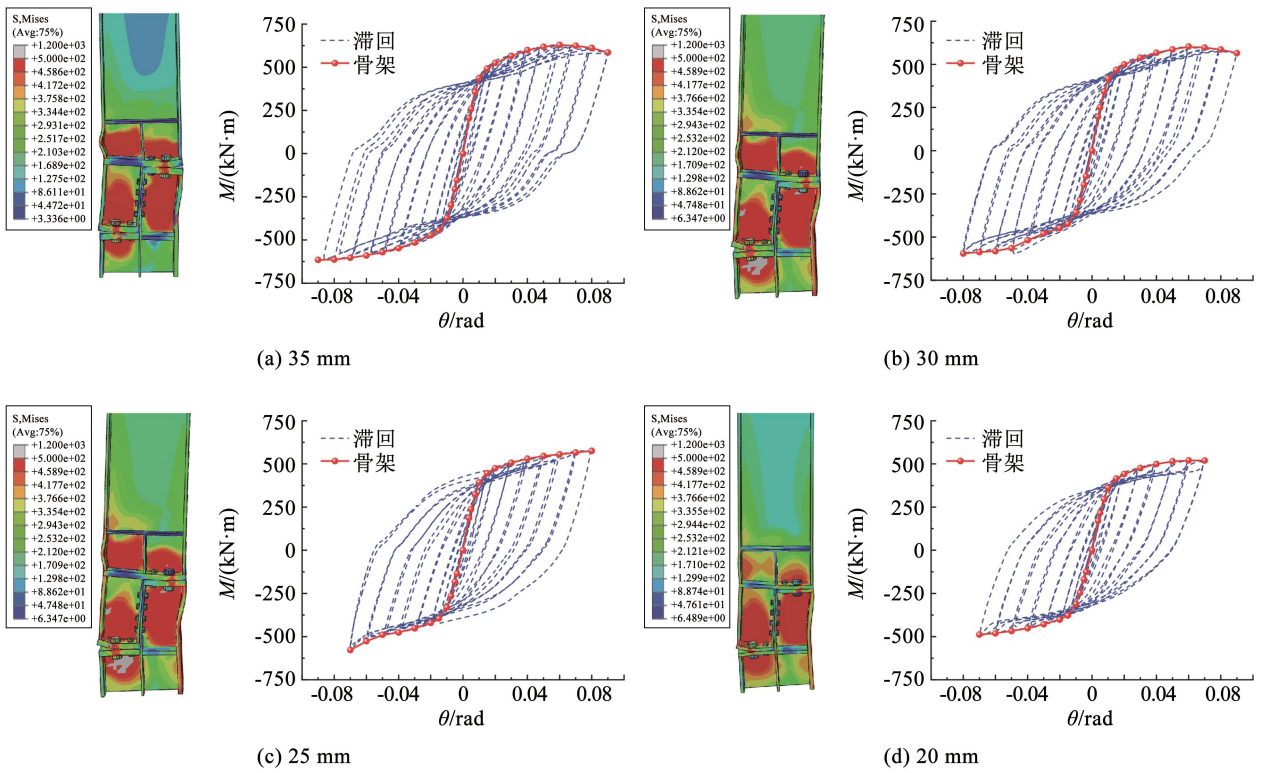 S,Mises
(Avg:75%)
+1.200e+03
+5.000e+02
+4.586e+02
+4.172e+02
+3.758e+02
+3.344e+02
+2.931e+02
+2.517e+02
+2.103e+02
+1.689e+02
+1.275e+02
+8.611e+01
+4.472e+01
+3.336e+00
M/(kN·m)
750
500
250
0
-250
-500
-750
滞回
骨架
-0.08 -0.04 0 0.04 0.08
θ/rad
(a) 35 mm
S,Mises
(Avg:75%)
+1.200e+03
+5.000e+02
+4.589e+02
+4.177e+02
+3.766e+02
+3.354e+02
+2.943e+02
+2.532e+02
+2.120e+02
+1.709e+02
+1.298e+02
+8.862e+01
+4.748e+01
+6.347e+00
M/(kN·m)
750
500
250
0
-250
-500
-750
滞回
骨架
-0.08 -0.04 0 0.04 0.08
θ/rad
(b) 30 mm
S,Mises
(Avg:75%)
+1.200e+03
+5.000e+02
+4.589e+02
+4.177e+02
+3.766e+02
+3.354e+02
+2.943e+02
+2.532e+02
+2.120e+02
+1.709e+02
+1.298e+02
+8.862e+01
+4.748e+01
+6.347e+00
M/(kN·m)
750
500
250
0
-250
-500
-750
滞回
骨架
-0.08 -0.04 0 0.04 0.08
θ/rad
(c) 25 mm
S,Mises
(Avg:75%)
+1.200e+03
+5.000e+02
+4.589e+02
+4.177e+02
+3.766e+02
+3.355e+02
+2.944e+02
+2.532e+02
+2.121e+02
+1.710e+02
+1.299e+02
+8.874e+01
+4.761e+01
+6.489e+00
M/(kN·m)
750
500
250
0
-250
-500
-750
滞回
骨架
-0.08 -0.04 0 0.04 0.08
θ/rad
(d) 20 mm